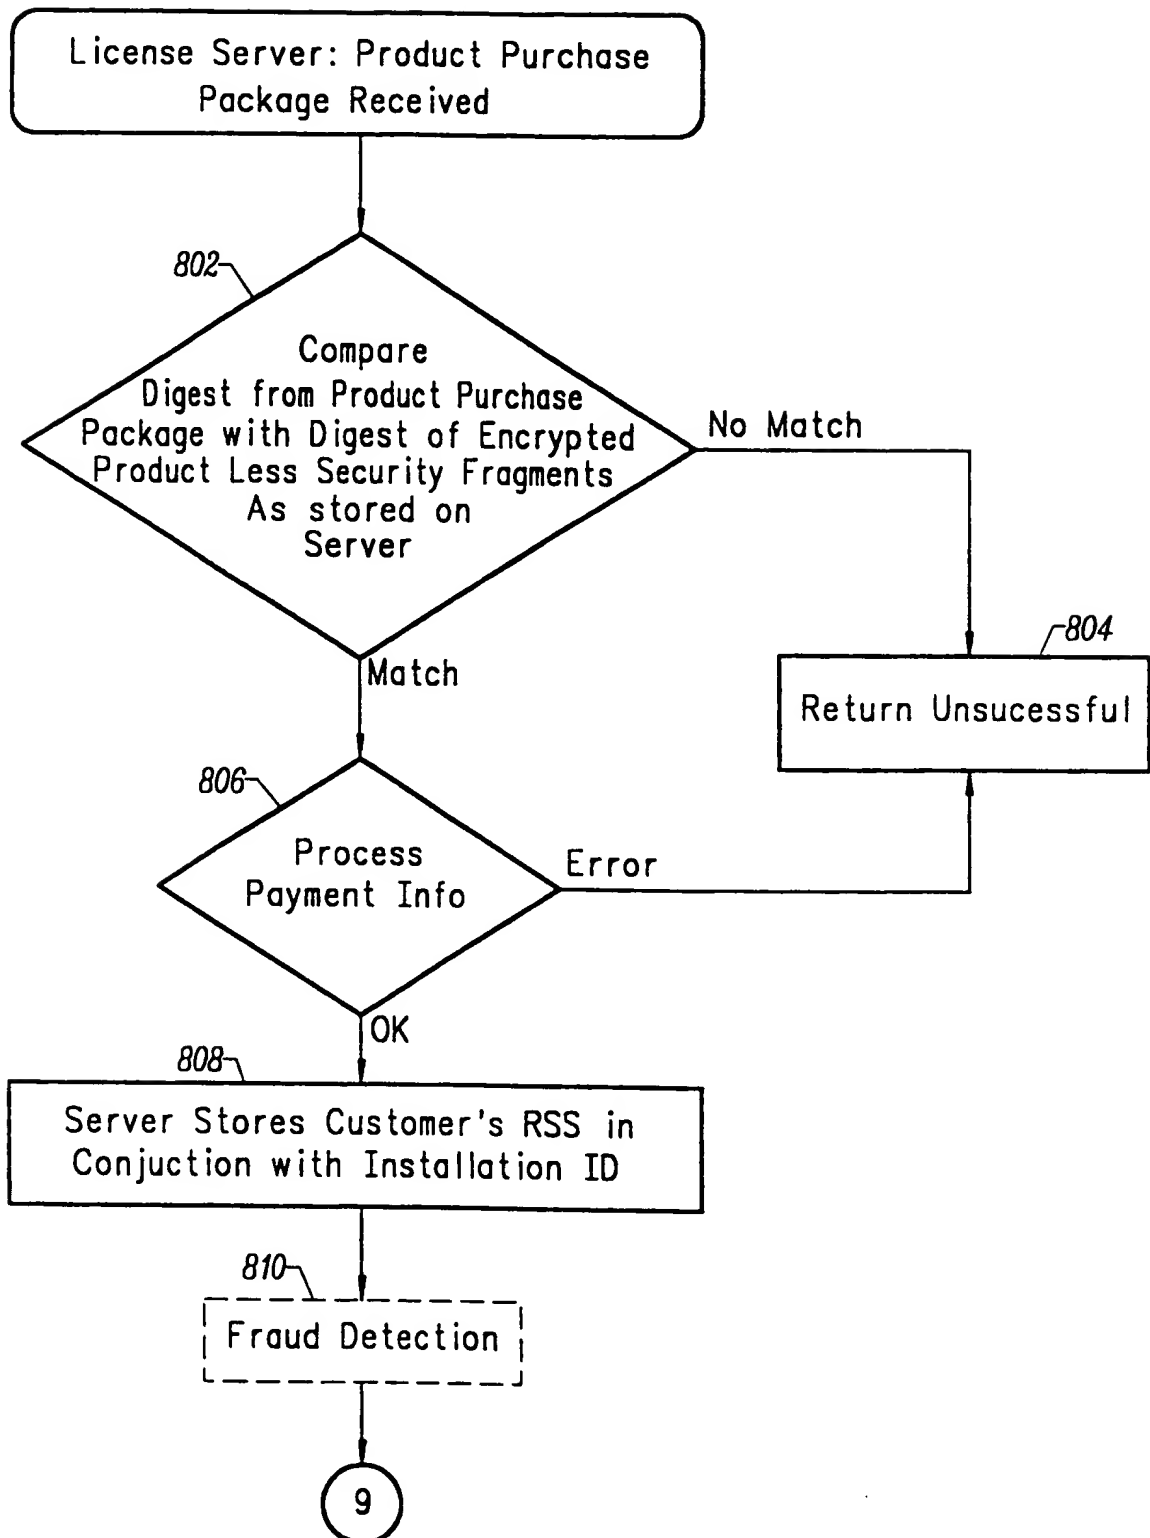 License Server: Product Purchase
Package Received
802
Compare
Digest from Product Purchase
Package with Digest of Encrypted
Product Less Security Fragments
As stored on
Server
No Match
Match
804
Return Unsucessful
806
Process
Payment Info
Error
OK
808
Server Stores Customer's RSS in
Conjuction with Installation ID
810
Fraud Detection
9